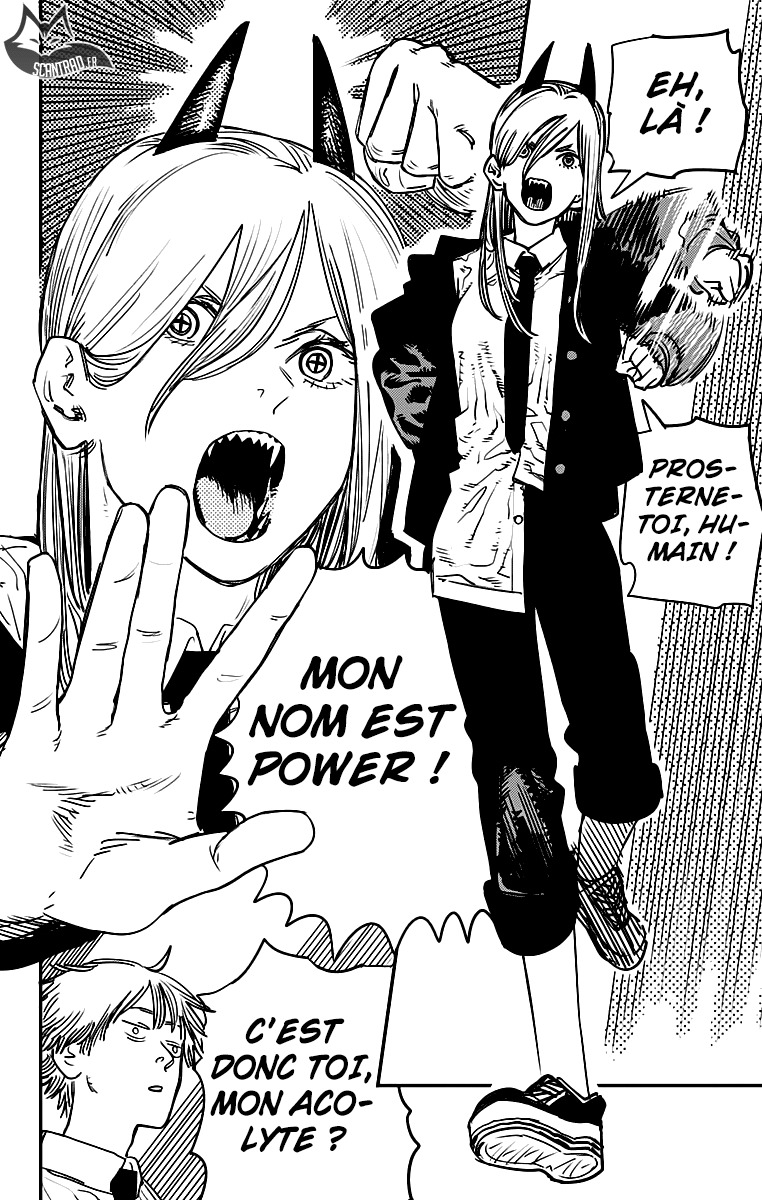 SCANTRAD.FR
EH,
LÀ !
PROS-
TERNE-
TOI, HU-
MAIN !
MON
NOM EST
POWER !
C'EST
DONC TOI,
MON ACO-
LYTE ?